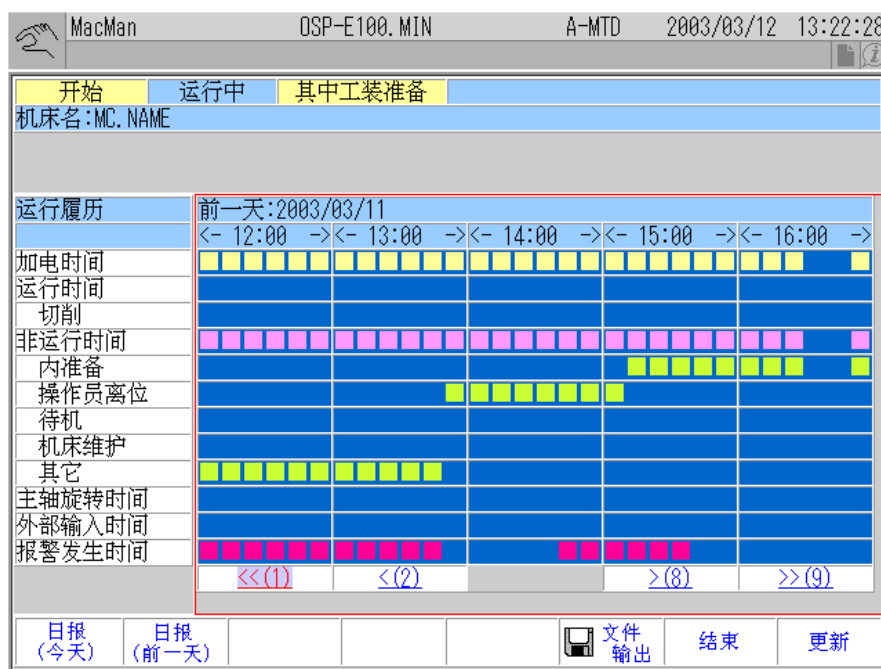 MacMan OSP-E100.MIN A-MTD 2003/03/12 13:22:28
开始 运行中 其中工装准备
机床名:MC.NAME
运行履历 前一天:2003/03/11
<- 12:00 -> <- 13:00 -> <- 14:00 -> <- 15:00 -> <- 16:00 ->
加电时间
运行时间
切削
非运行时间
内准备
操作员离位
待机
机床维护
其它
主轴旋转时间
外部输入时间
报警发生时间
<<(1) <(2) >(8) >>(9)
日报 日报 文件 结束 更新
(今天) (前一天) 输出